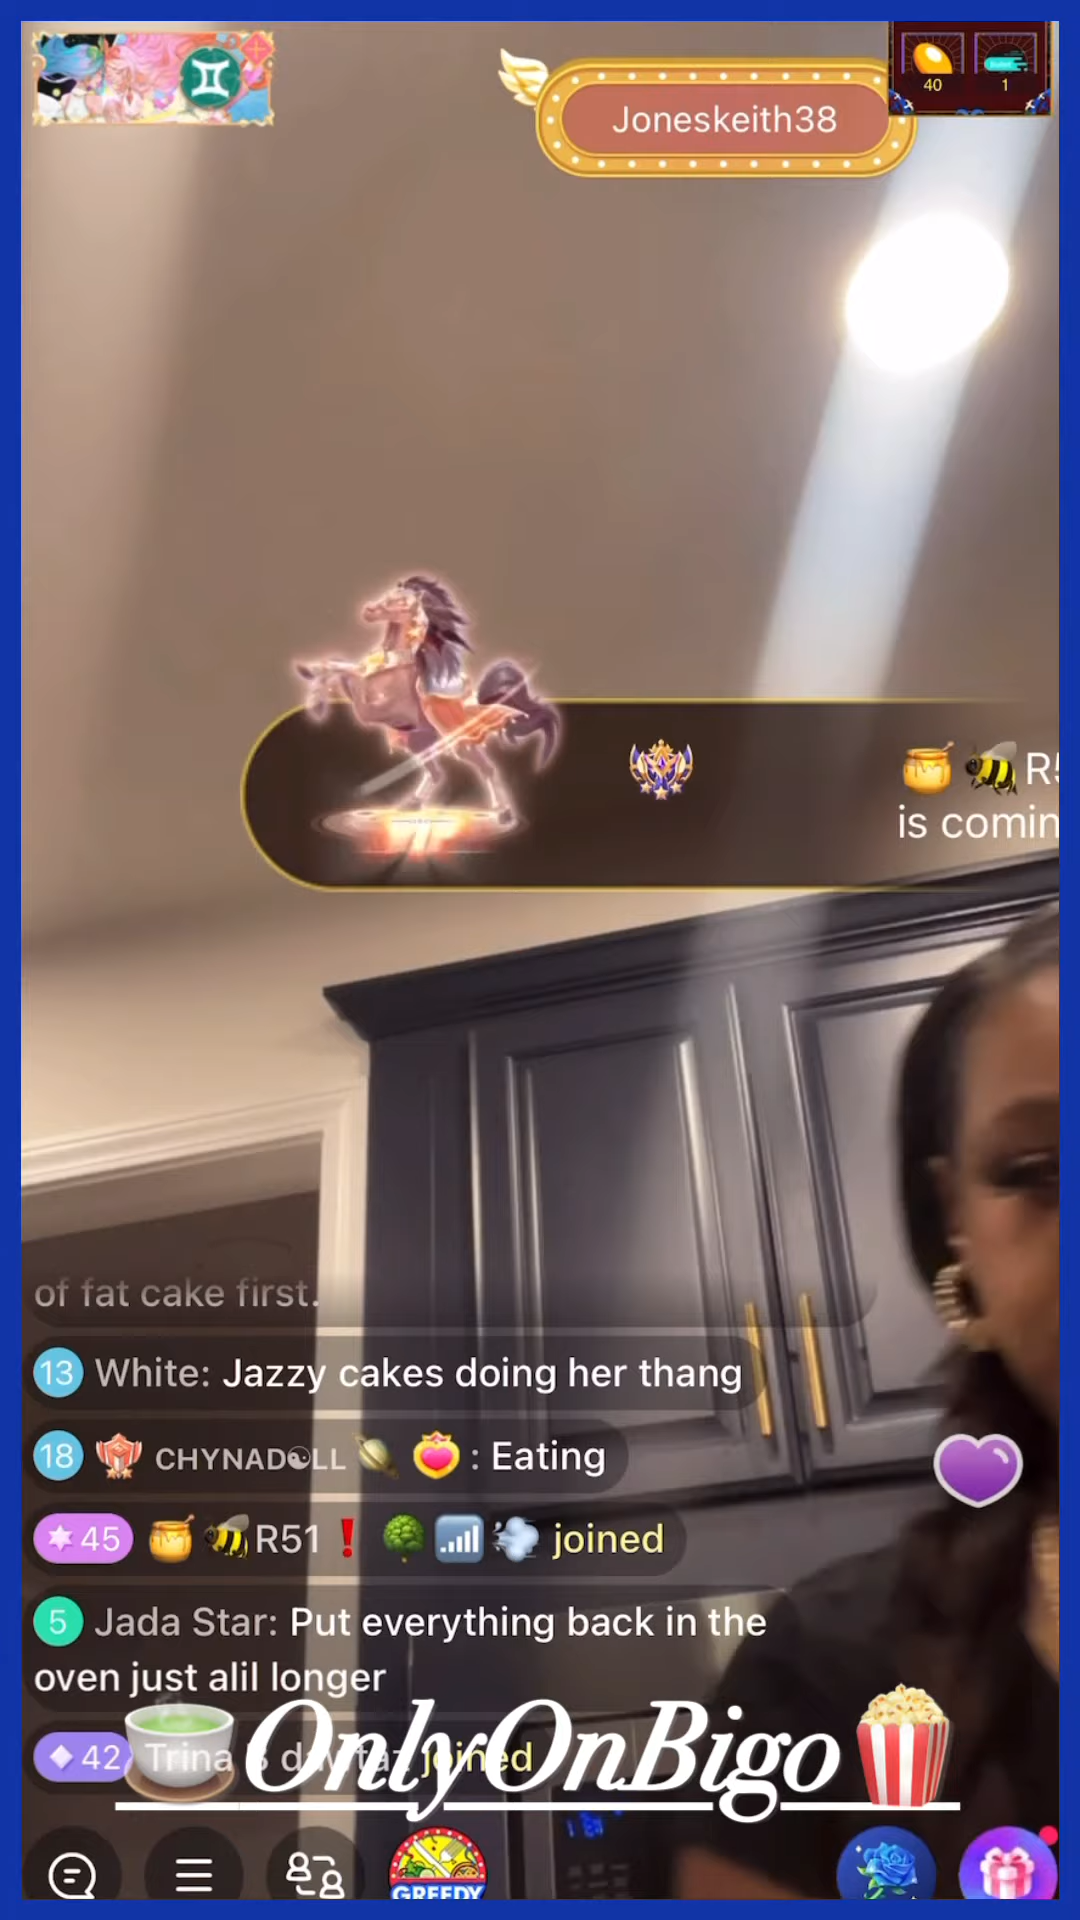 Joneskeith38
40
1
is comin
of fat cake first.
13 White: Jazzy cakes doing her thang
18 CHYNAD☯LL : Eating
45 R51 joined
5 Jada Star: Put everything back in the
oven just alil longer
42 Trina joined
OnlyOnBigo
GREEDY